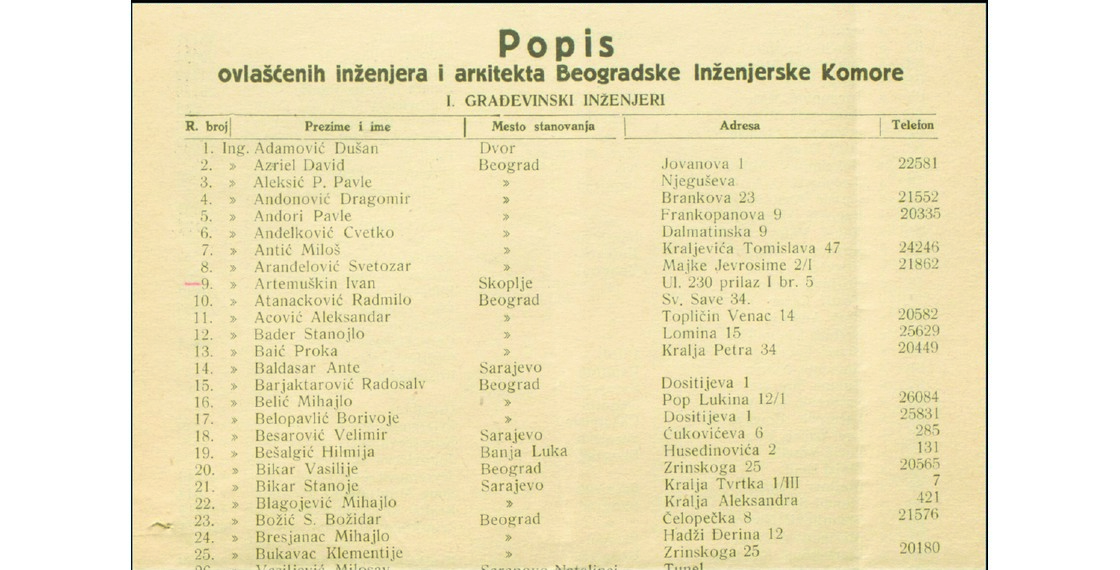 Popis
ovlašćenih inženjera i arкitekta Beogradske Inženjerske Komore
I. GRAĐEVINSKI INŽENJERI
R. broj Prezime i ime Mesto stanovanja Adresa Telefon
1. Ing. Adamović Dušan Dvor
2. » Azriel David Beograd Jovanova 1 22581
3. » Aleksić P. Pavle » Njeguševa
4. » Andonović Dragomir » Brankova 23 21552
5. » Andori Pavle » Frankopanova 9 20335
6. » Anđelković Cvetko » Dalmatinska 9
7. » Antić Miloš » Kraljevića Tomislava 47 24246
8. » Aranđelović Svetozar » Majke Jevrosime 2/I 21862
9. » Artemuškin Ivan Skoplje Ul. 230 prilaz I br. 5
10. » Atanacković Radmilo Beograd Sv. Save 34.
11. » Acović Aleksandar » Topličin Venac 14 20582
12. » Bader Stanojlo » Lomina 15 25629
13. » Baić Proka » Kralja Petra 34 20449
14. » Baldasar Ante Sarajevo
15. » Barjaktarović Radosalv Beograd Dositijeva 1
16. » Belić Mihajlo » Pop Lukina 12/1 26084
17. » Belopavlić Borivoje » Dositijeva 1 25831
18. » Besarović Velimir Sarajevo Ćukovićeva 6 285
19. » Bešalgić Hilmija Banja Luka Husedinovića 2 131
20. » Bikar Vasilije Beograd Zrinskoga 25 20565
21. » Bikar Stanoje Sarajevo Kralja Tvrtka 1/III 7
22. » Blagojević Mihajlo » Kralja Aleksandra 421
23. » Božić S. Božidar Beograd Čelopečka 8 21576
24. » Bresjanac Mihajlo » Hadži Đerina 12
25. » Bukavac Klementije » Zrinskoga 25 20180